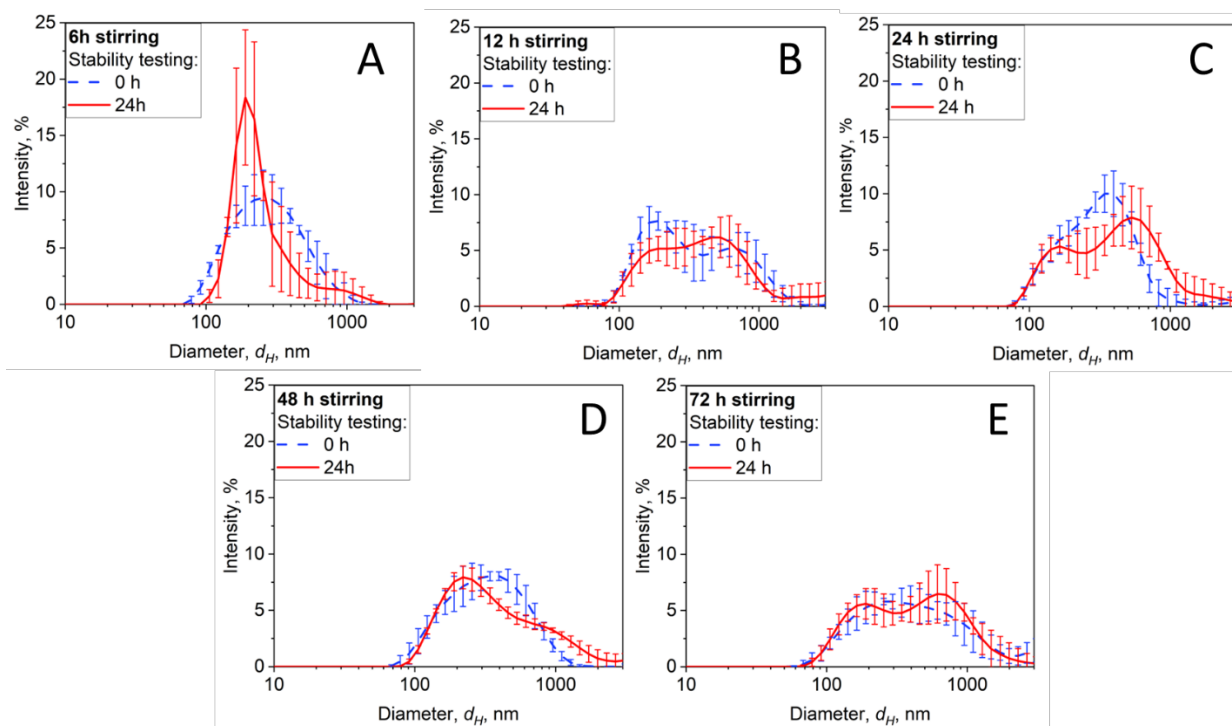 6h stirring
Stability testing:
0 h
24h
A
25
20
15
10
5
0
Intensity, %
10
100
1000
Diameter, dH, nm
12 h stirring
Stability testing:
0 h
24 h
B
25
20
15
10
5
0
Intensity, %
10
100
1000
Diameter, dH, nm
24 h stirring
Stability testing:
0 h
24 h
C
25
20
15
10
5
0
Intensity, %
10
100
1000
Diameter, dH, nm
48 h stirring
Stability testing:
0 h
24h
D
25
20
15
10
5
0
Intensity, %
10
100
1000
Diameter, dH, nm
72 h stirring
Stability testing:
0 h
24 h
E
25
20
15
10
5
0
Intensity, %
10
100
1000
Diameter, dH, nm